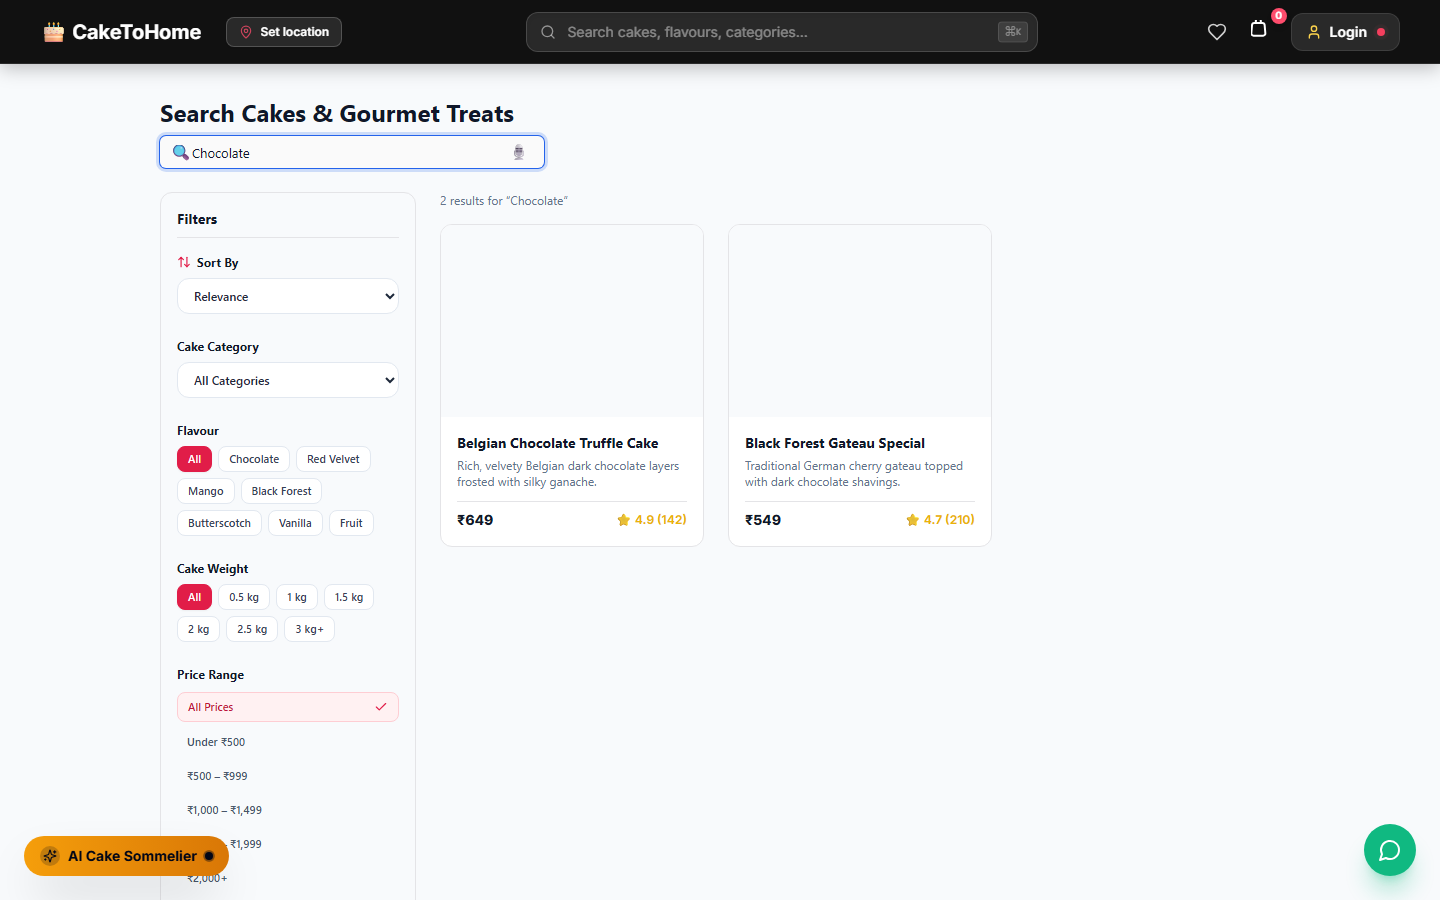 CakeToHome
Set location
Search cakes, flavours, categories...
⌘K
0
Login
Search Cakes & Gourmet Treats
Chocolate
Filters
Sort By
Relevance
Cake Category
All Categories
Flavour
All
Chocolate
Red Velvet
Mango
Black Forest
Butterscotch
Vanilla
Fruit
Cake Weight
All
0.5 kg
1 kg
1.5 kg
2 kg
2.5 kg
3 kg+
Price Range
All Prices
Under ₹500
₹500 – ₹999
₹1,000 – ₹1,499
– ₹1,999
₹2,000+
2 results for “Chocolate”
Belgian Chocolate Truffle Cake
Rich, velvety Belgian dark chocolate layers
frosted with silky ganache.
₹649
4.9 (142)
Black Forest Gateau Special
Traditional German cherry gateau topped
with dark chocolate shavings.
₹549
4.7 (210)
AI Cake Sommelier